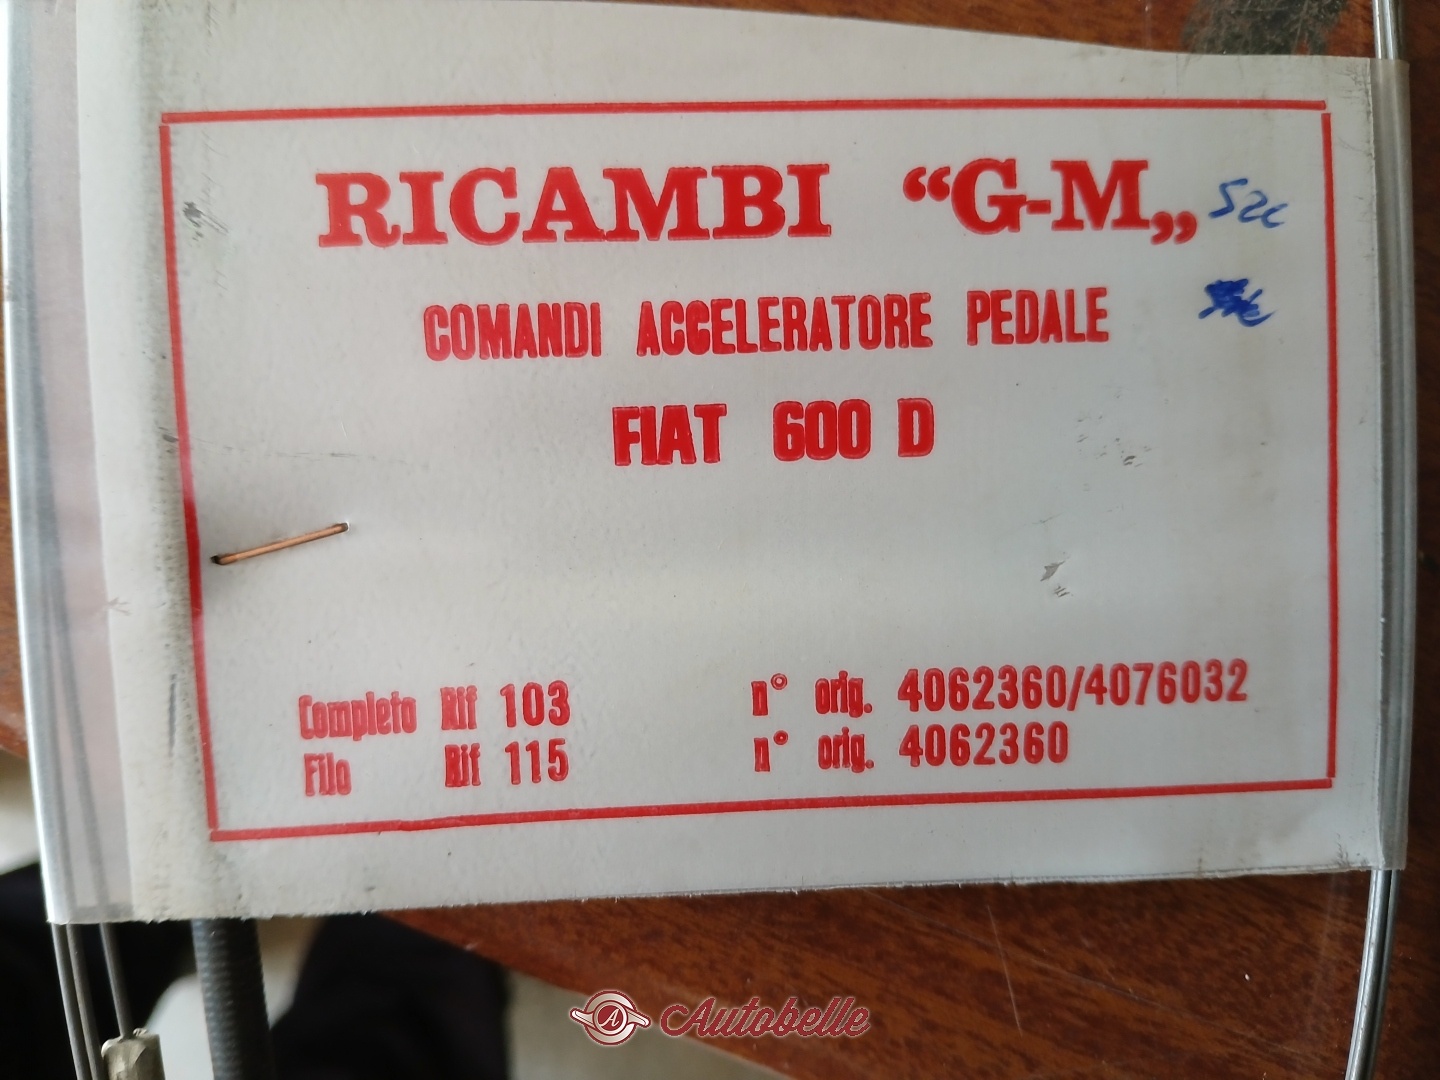 RICAMBI “G-M„
COMANDI ACCELERATORE PEDALE
FIAT 600 D
Completo Rif 103 n° orig. 4062360/4076032
Filo Rif 115 n° orig. 4062360
Autobelle